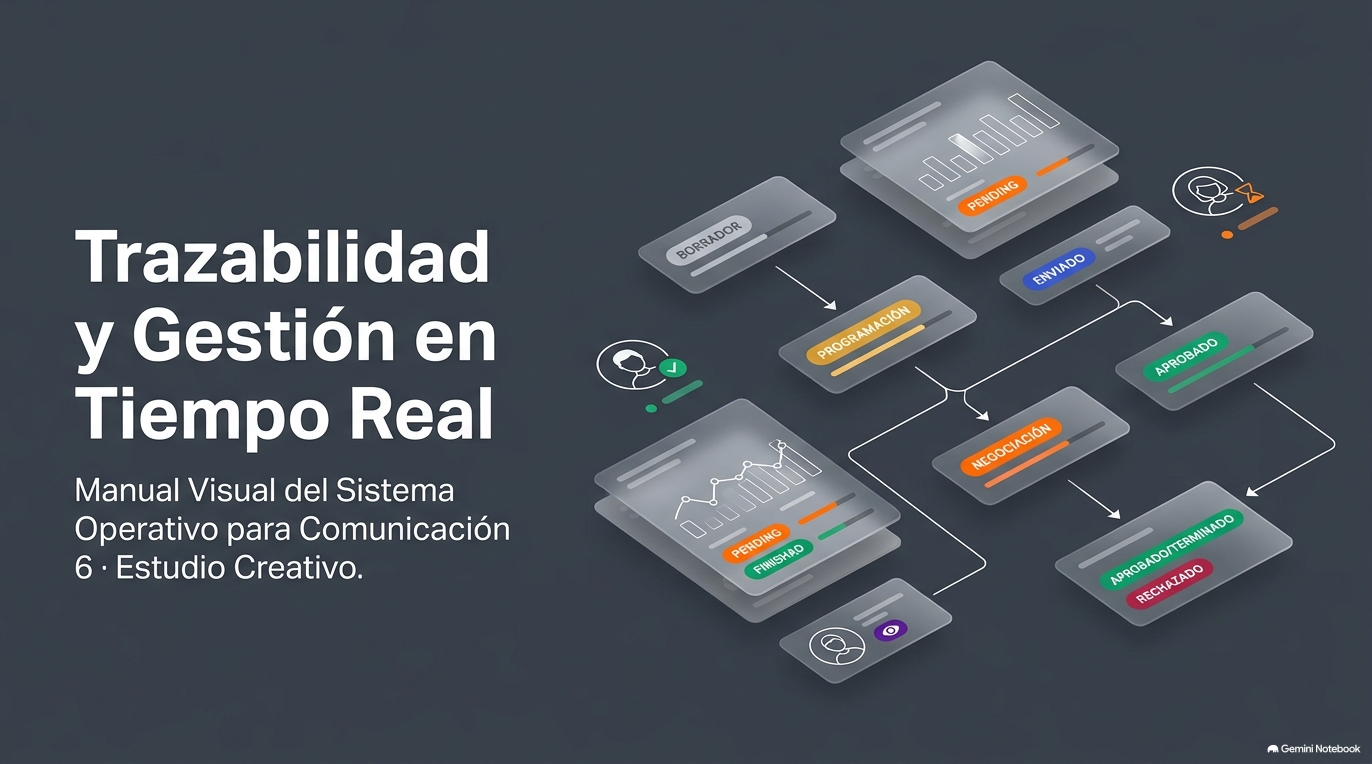 Trazabilidad
y Gestión en
Tiempo Real
Manual Visual del Sistema
Operativo para Comunicación
6 · Estudio Creativo.
PENDING
BORRADOR
ENVIADO
PROGRAMACIÓN
APROBADO
NEGOCIACIÓN
PENDING
FINISHAD
APROBADO/TERMINADO
RECHAZADO
Gemini Notebook